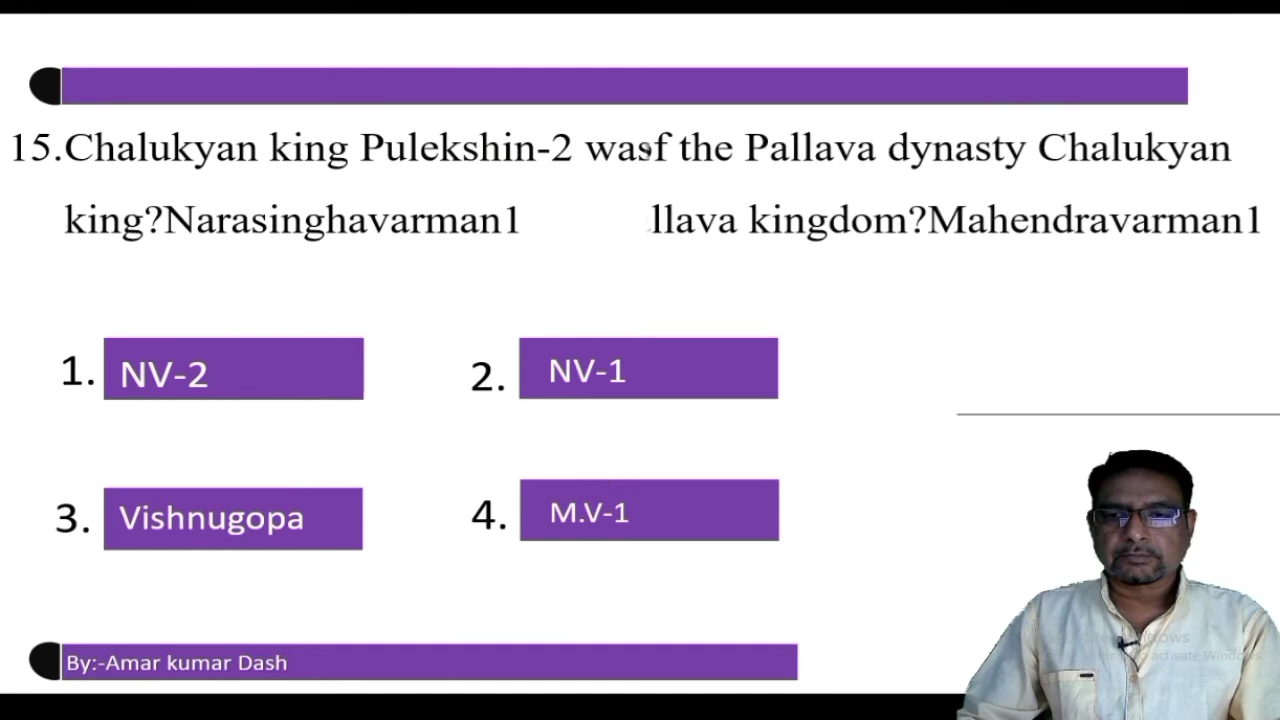 15.Chalukyan king Pulekshin-2 wasf the Pallava dynasty Chalukyan
king?Narasinghavarman1 llava kingdom?Mahendravarman1
1. NV-2 2. NV-1
3. Vishnugopa 4. M.V-1
By:-Amar kumar Dash